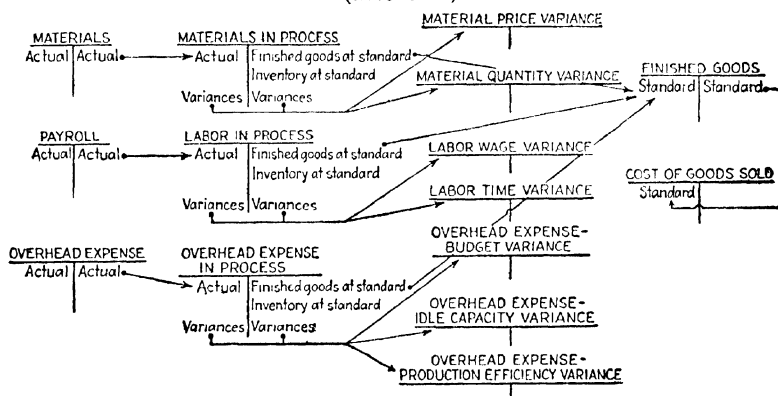 MATERIAL PRICE VARIANCE
MATERIALS
Actual Actual
MATERIALS IN PROCESS
Actual Finished goods at standard
Inventory at standard
Variances Variances
MATERIAL QUANTITY VARIANCE
FINISHED GOODS
Standard Standard
PAYROLL
Actual Actual
LABOR IN PROCESS
Actual Finished goods at standard
Inventory at standard
Variances Variances
LABOR WAGE VARIANCE
LABOR TIME VARIANCE
COST OF GOODS SOLD
Standard
OVERHEAD EXPENSE
Actual Actual
OVERHEAD EXPENSE
IN PROCESS
Actual Finished goods at standard
Inventory at standard
Variances Variances
OVERHEAD EXPENSE-
BUDGET VARIANCE
OVERHEAD EXPENSE-
IDLE CAPACITY VARIANCE
OVERHEAD EXPENSE-
PRODUCTION EFFICIENCY VARIANCE